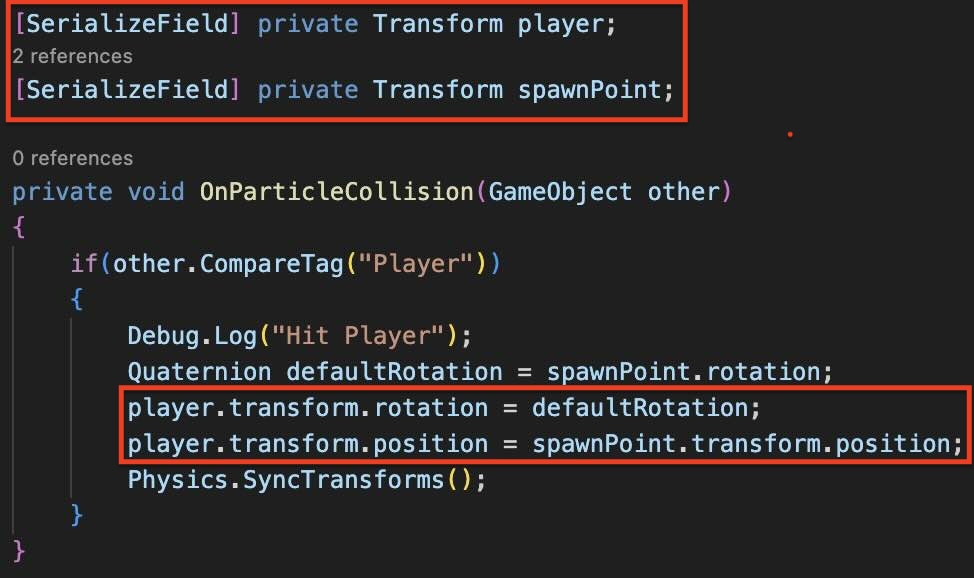 [SerializeField] private Transform player;
2 references
[SerializeField] private Transform spawnPoint;
0 references
private void OnParticleCollision(GameObject other)
{
if(other.CompareTag("Player"))
{
Debug.Log("Hit Player");
Quaternion defaultRotation = spawnPoint.rotation;
player.transform.rotation = defaultRotation;
player.transform.position = spawnPoint.transform.position;
Physics.SyncTransforms();
}
}